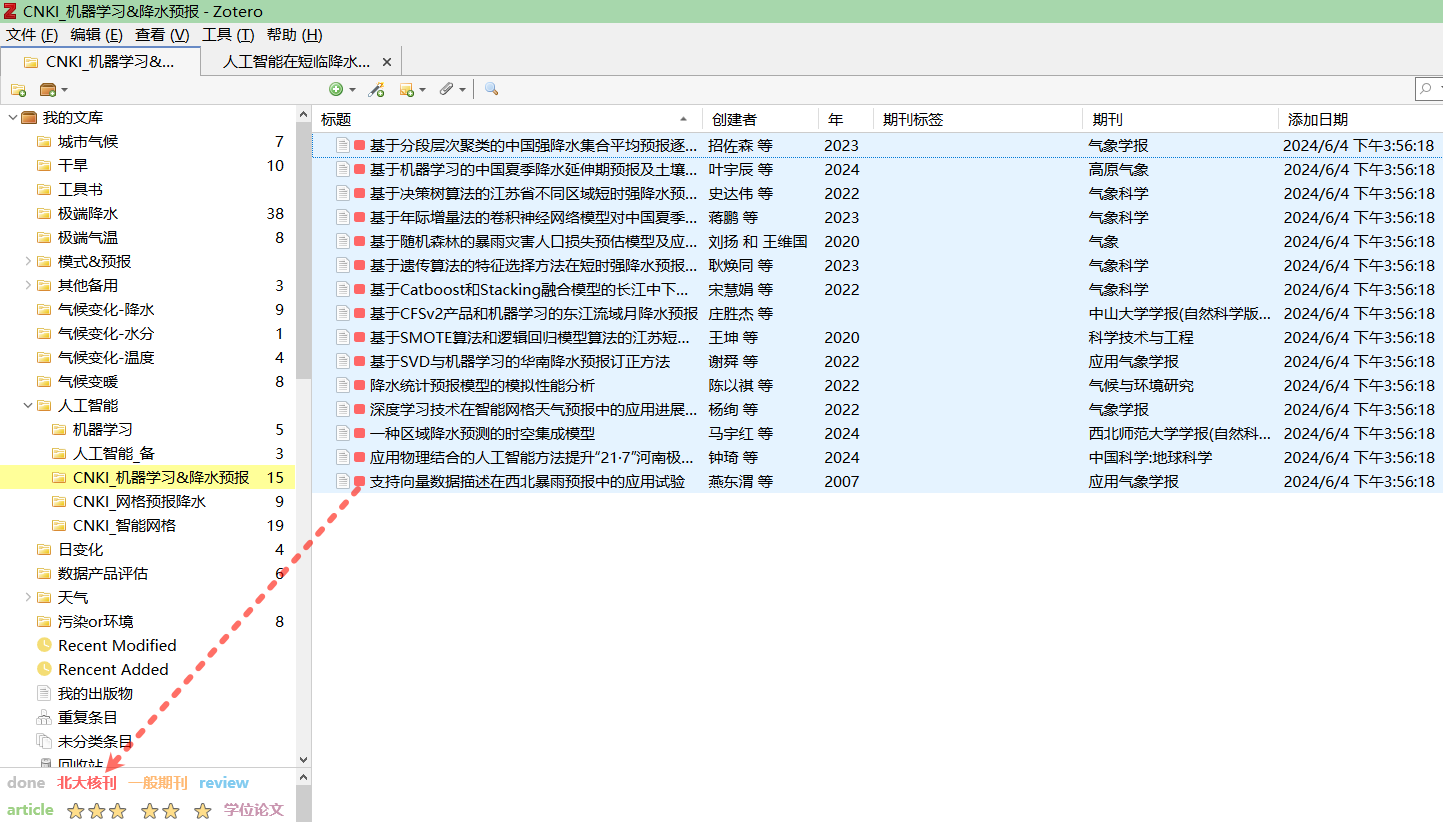 CNKI_机器学习&降水预报 - Zotero
文件 (F) 编辑 (E) 查看 (V) 工具 (T) 帮助 (H)
CNKI_机器学习&... 人工智能在短临降水...
标题 创建者 年 期刊标签 期刊 添加日期
我的文库
城市气候 7
干旱 10
工具书
极端降水 38
极端气温 8
模式&预报
其他备用 3
气候变化-降水 9
气候变化-水分 1
气候变化-温度 4
气候变暖 8
人工智能
机器学习 5
人工智能_备 3
CNKI_机器学习&降水预报 15
CNKI_网格预报降水 9
CNKI_智能网格 19
日变化 4
数据产品评估 6
天气
污染or环境 8
Recent Modified
Rencent Added
我的出版物
重复条目
未分类条目
回收站
done 北大核刊 一般期刊 review
article 学位论文
基于分段层次聚类的中国强降水集合平均预报逐... 招佐森 等 2023 气象学报 2024/6/4 下午3:56:18
基于机器学习的中国夏季降水延伸期预报及土壤... 叶宇辰 等 2024 高原气象 2024/6/4 下午3:56:18
基于决策树算法的江苏省不同区域短时强降水预... 史达伟 等 2022 气象科学 2024/6/4 下午3:56:18
基于年际增量法的卷积神经网络模型对中国夏季... 蒋鹏 等 2023 气象科学 2024/6/4 下午3:56:18
基于随机森林的暴雨灾害人口损失预估模型及应... 刘扬 和 王维国 2020 气象 2024/6/4 下午3:56:18
基于遗传算法的特征选择方法在短时强降水预报... 耿焕同 等 2023 气象科学 2024/6/4 下午3:56:18
基于Catboost和Stacking融合模型的长江中下... 宋慧娟 等 2022 气象科学 2024/6/4 下午3:56:18
基于CFSv2产品和机器学习的东江流域月降水预报 庄胜杰 等 中山大学学报(自然科学版... 2024/6/4 下午3:56:18
基于SMOTE算法和逻辑回归模型算法的江苏短... 王坤 等 2020 科学技术与工程 2024/6/4 下午3:56:18
基于SVD与机器学习的华南降水预报订正方法 谢舜 等 2022 应用气象学报 2024/6/4 下午3:56:18
降水统计预报模型的模拟性能分析 陈以祺 等 2022 气候与环境研究 2024/6/4 下午3:56:18
深度学习技术在智能网格天气预报中的应用进展... 杨绚 等 2022 气象学报 2024/6/4 下午3:56:18
一种区域降水预测的时空集成模型 马宇红 等 2024 西北师范大学学报(自然科... 2024/6/4 下午3:56:18
应用物理结合的人工智能方法提升“21·7”河南极... 钟琦 等 2024 中国科学:地球科学 2024/6/4 下午3:56:18
支持向量数据描述在西北暴雨预报中的应用试验 燕东渭 等 2007 应用气象学报 2024/6/4 下午3:56:18